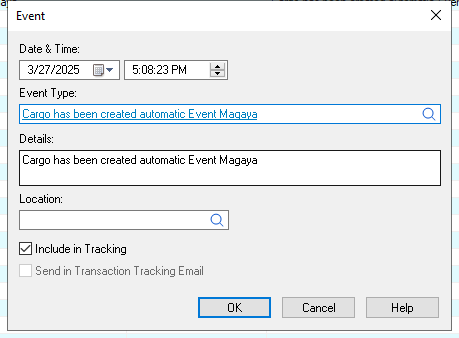 Event
Date & Time:
3/27/2025 5:08:23 PM
Event Type:
Cargo has been created automatic Event Magaya
Details:
Cargo has been created automatic Event Magaya
Location:
Include in Tracking
Send in Transaction Tracking Email
OK Cancel Help